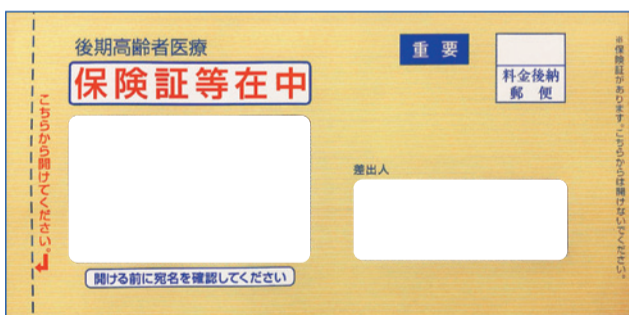 後期高齢者医療
保険証等在中
重要
料金後納
郵便
差出人
開ける前に宛名を確認してください
こちらから開けてください。
※保険証があります。こちらからは開けないでください。